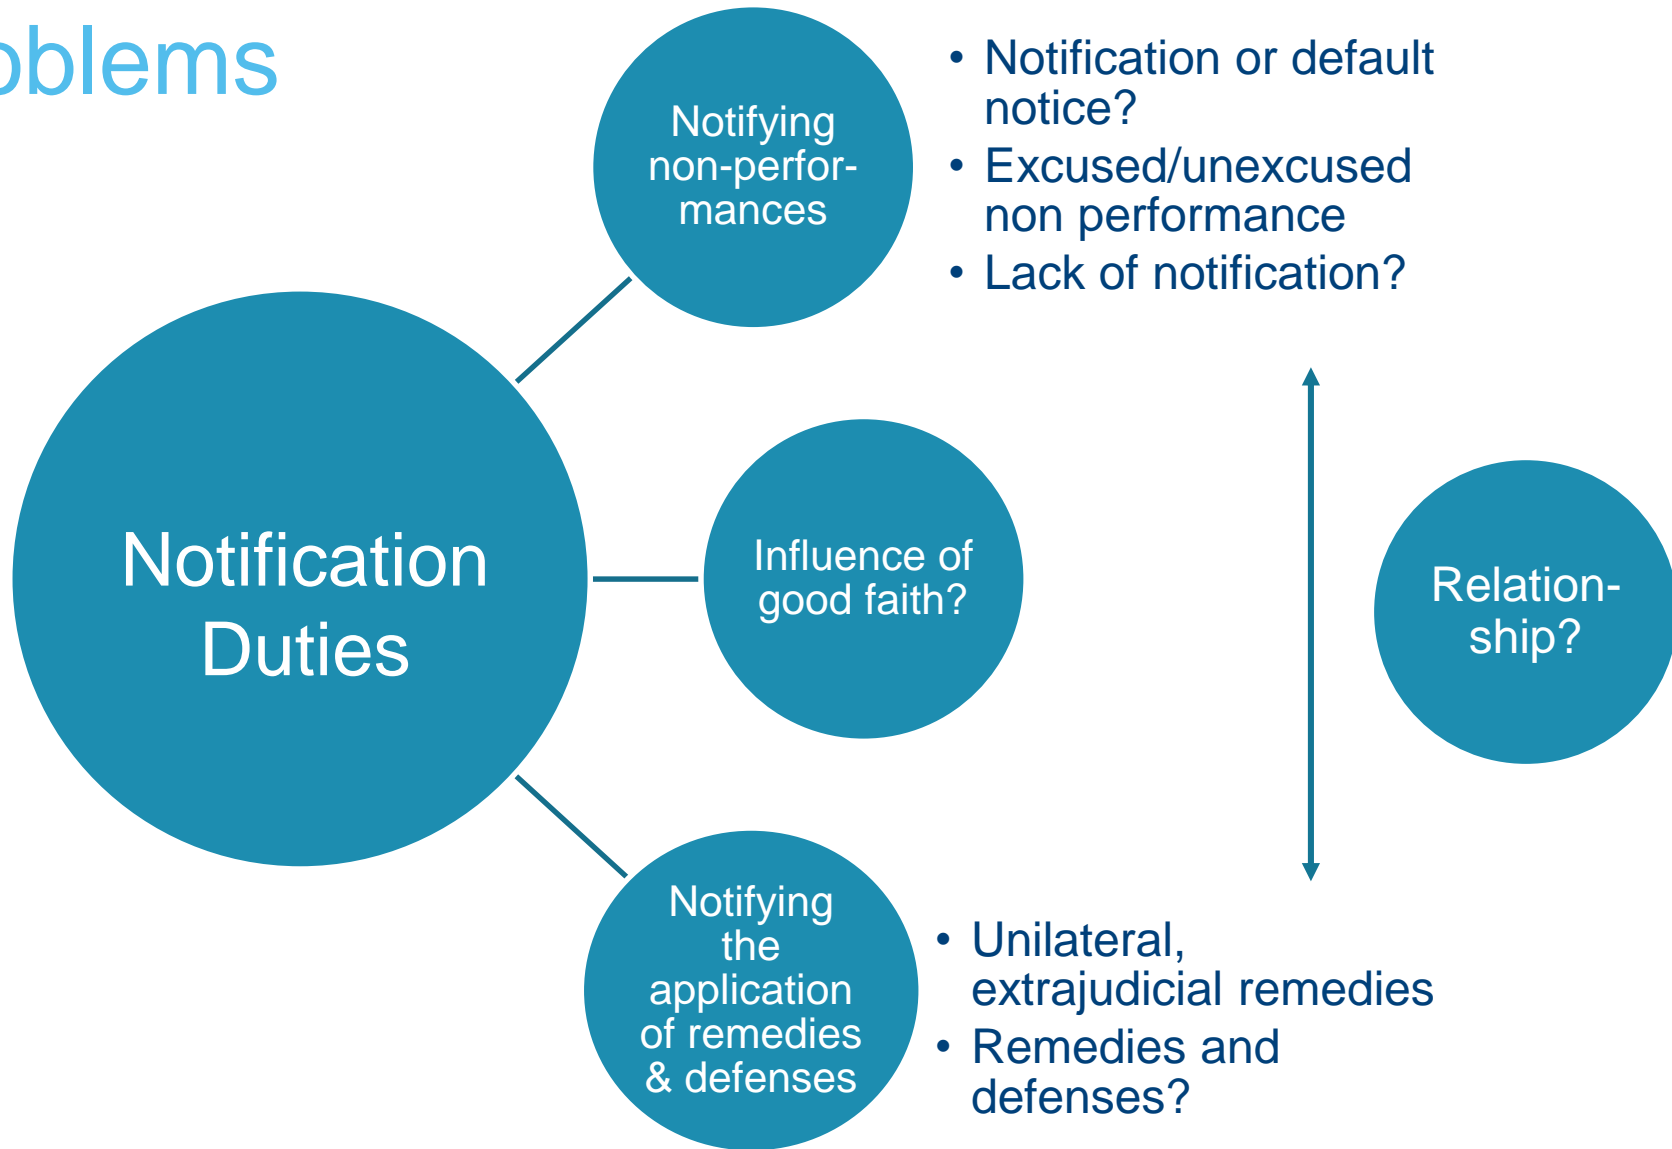 oblems
Notifying
non-perfor-
mances
• Notification or default
notice?
• Excused/unexcused
non performance
• Lack of notification?
Notification
Duties
Influence of
good faith?
Relation-
ship?
Notifying
the
application
of remedies
& defenses
• Unilateral,
extrajudicial remedies
• Remedies and
defenses?